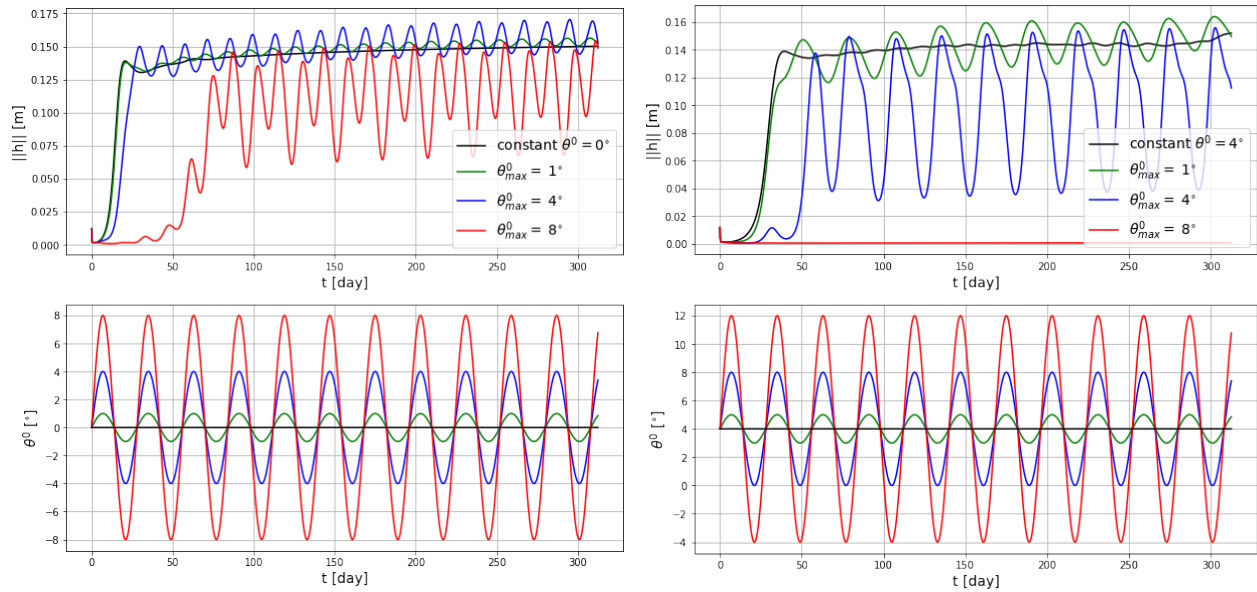 ||h|| [m]
0.175
0.150
0.125
0.100
0.075
0.050
0.025
0.000
constant θ⁰ = 0°
θ⁰max = 1°
θ⁰max = 4°
θ⁰max = 8°
0 50 100 150 200 250 300
t [day]
||h|| [m]
0.16
0.14
0.12
0.10
0.08
0.06
0.04
0.02
0.00
constant θ⁰ = 4°
θ⁰max = 1°
θ⁰max = 4°
θ⁰max = 8°
0 50 100 150 200 250 300
t [day]
θ⁰ [°]
8
6
4
2
0
−2
−4
−6
−8
0 50 100 150 200 250 300
t [day]
θ⁰ [°]
12
10
8
6
4
2
0
−2
−4
0 50 100 150 200 250 300
t [day]